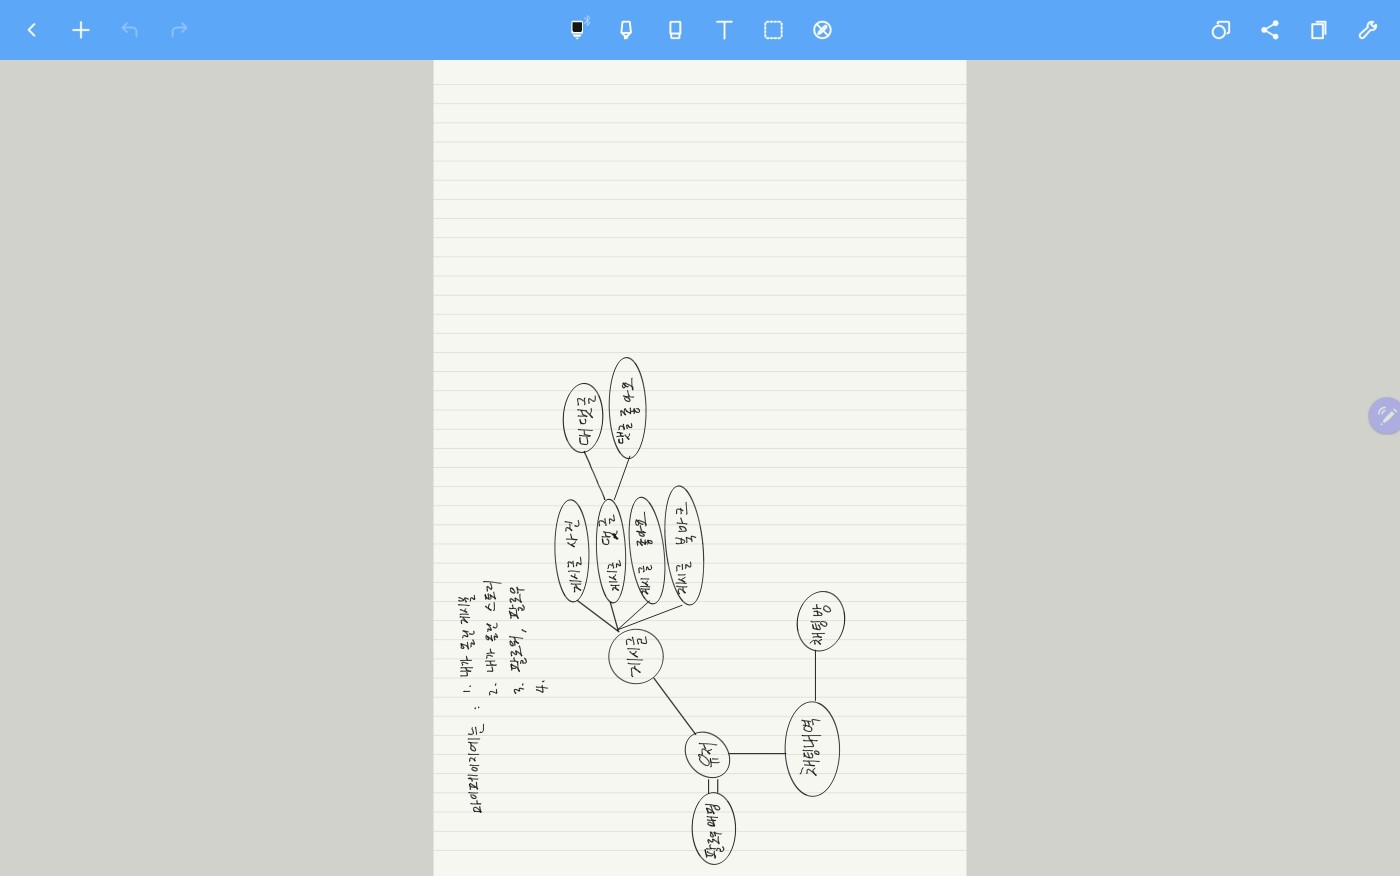 마이페이지에는 : 1. 내가 올린 게시물
2. 내가 올린 스토리
3. 팔로워, 팔로우
4.
게시글 사진
게시글 댓글
대댓글
댓글 좋아요
게시글
게시글 좋아요
게시글 북마크
팔로우 매핑
유저
채팅내역
채팅방